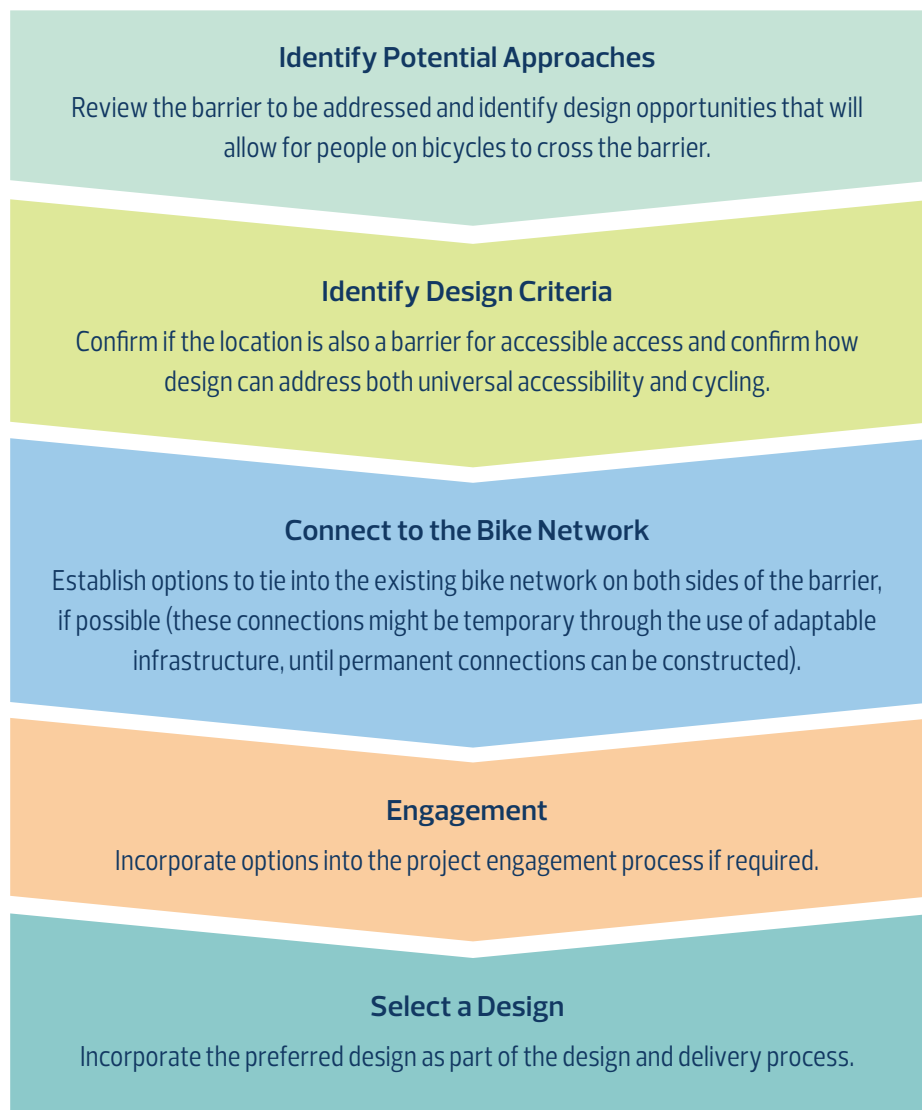 Identify Potential Approaches
Review the barrier to be addressed and identify design opportunities that will
allow for people on bicycles to cross the barrier.
Identify Design Criteria
Confirm if the location is also a barrier for accessible access and confirm how
design can address both universal accessibility and cycling.
Connect to the Bike Network
Establish options to tie into the existing bike network on both sides of the barrier,
if possible (these connections might be temporary through the use of adaptable
infrastructure, until permanent connections can be constructed).
Engagement
Incorporate options into the project engagement process if required.
Select a Design
Incorporate the preferred design as part of the design and delivery process.